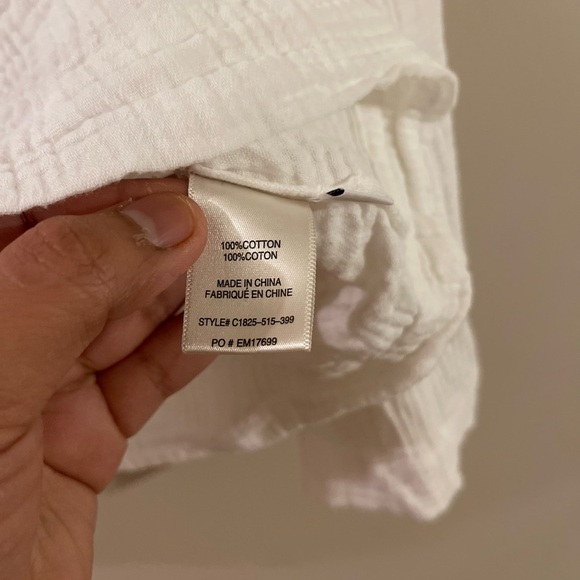 100%COTTON
100%COTON
MADE IN CHINA
FABRIQUÉ EN CHINE
STYLE# C1825-515-399
PO # EM17699